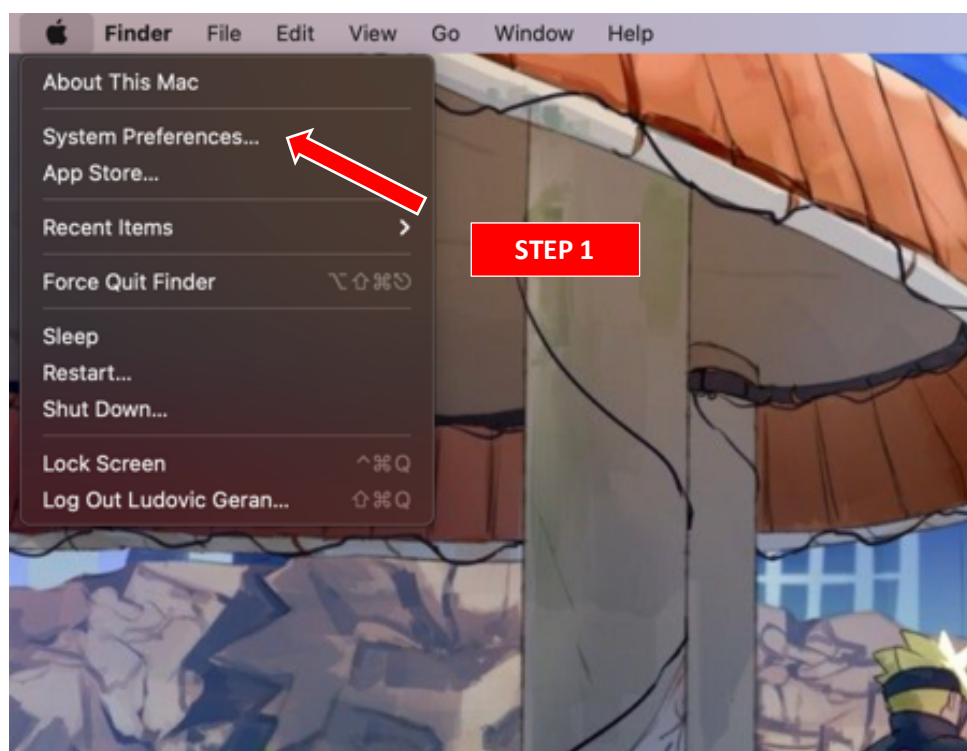 Finder File Edit View Go Window Help
About This Mac
System Preferences...
App Store...
Recent Items
STEP 1
Force Quit Finder ⌥⇧⌘⎋
Sleep
Restart...
Shut Down...
Lock Screen ^⌘Q
Log Out Ludovic Geran... ⇧⌘Q